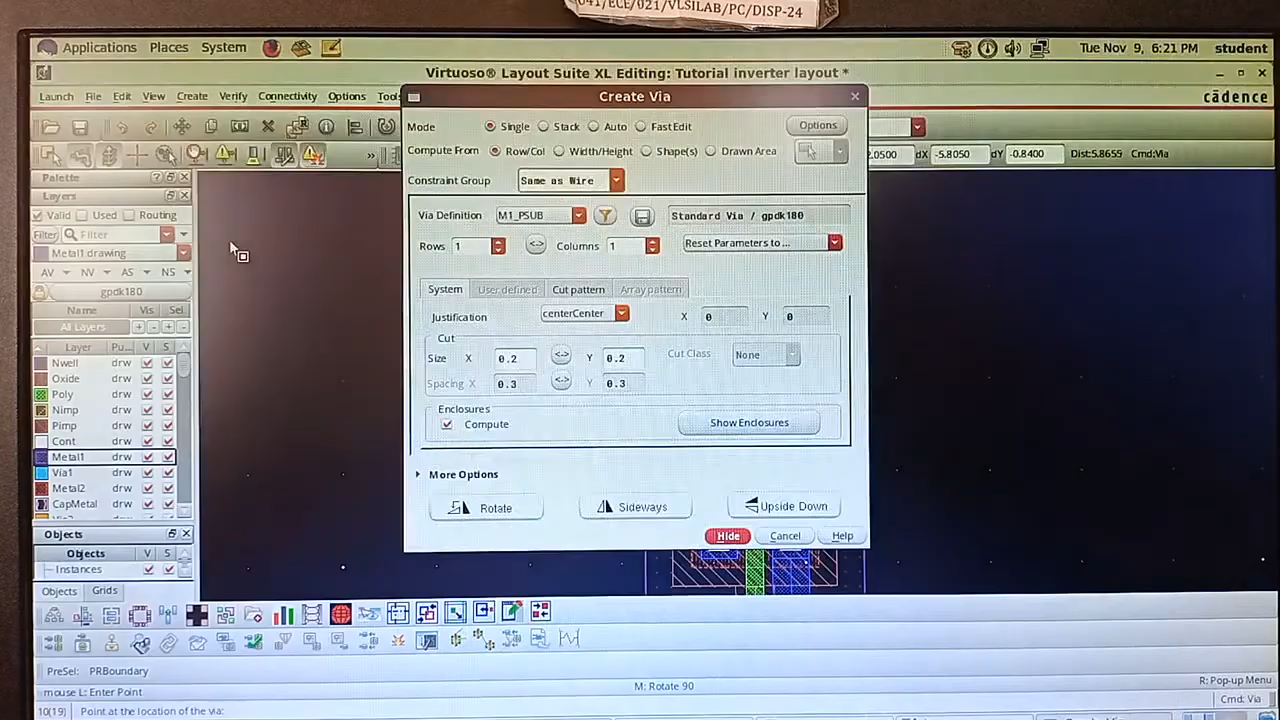 041/ECE/021/VLSILAB/PC/DISP-24
Applications Places System Tue Nov 9, 6:21 PM student
Virtuoso® Layout Suite XL Editing: Tutorial inverter layout *
Launch File Edit View Create Verify Connectivity Options cādence
Create Via
Mode Single Stack Auto FastEdit Options
Compute From Row/Col Width/Height Shape(s) Drawn Area
.0500 dX -5.8050 dY -0.8400 Dist:5.8659 Cmd:Via
Constraint Group Same as Wire
Palette
Layers
Valid Used Routing
Via Definition M1_PSUB Standard Via / gpdk180
Filter Filter
Rows 1 Columns 1 Reset Parameters to ...
Metal1 drawing
AV NV AS NS
gpdk180
System User defined Cut pattern Array pattern
Name Vis Sel
All Layers + - + -
Justification centerCenter X 0 Y 0
Layer Pu... V S
Cut
Size X 0.2 Y 0.2 Cut Class None
Spacing X 0.3 Y 0.3
Nwell drw
Oxide drw
Poly drw
Nimp drw
Pimp drw
Cont drw
Metal1 drw
Via1 drw
Metal2 drw
CapMetal drw
Enclosures
Compute Show Enclosures
More Options
Rotate Sideways Upside Down
Hide Cancel Help
Objects
Objects V S
Instances
Objects Grids
PreSel: PRBoundary
mouse L: Enter Point M: Rotate 90 R: Pop-up Menu
10(19) Point at the location of the via: Cmd: Via